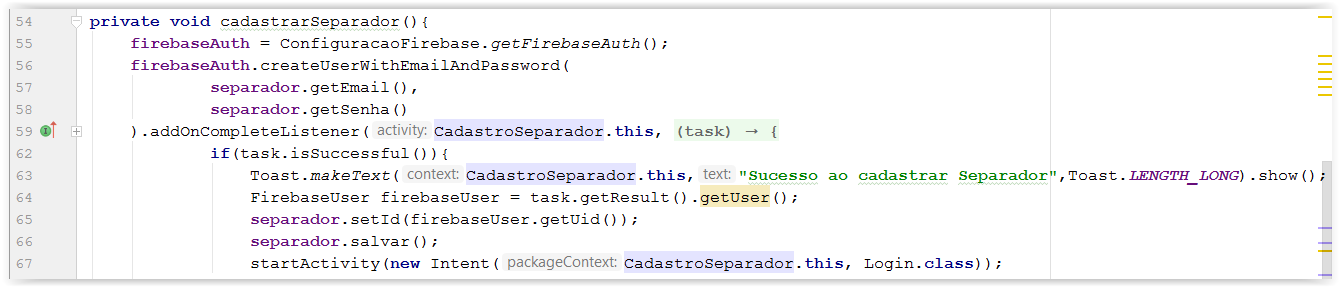 54 private void cadastrarSeparador(){
55 firebaseAuth = ConfiguracaoFirebase.getFirebaseAuth();
56 firebaseAuth.createUserWithEmailAndPassword(
57 separador.getEmail(),
58 separador.getSenha()
59 ).addOnCompleteListener( activity: CadastroSeparador.this, (task) → {
62 if(task.isSuccessful()){
63 Toast.makeText( context: CadastroSeparador.this, text: "Sucesso ao cadastrar Separador",Toast.LENGTH_LONG).show();
64 FirebaseUser firebaseUser = task.getResult().getUser();
65 separador.setId(firebaseUser.getUid());
66 separador.salvar();
67 startActivity(new Intent( packageContext: CadastroSeparador.this, Login.class));